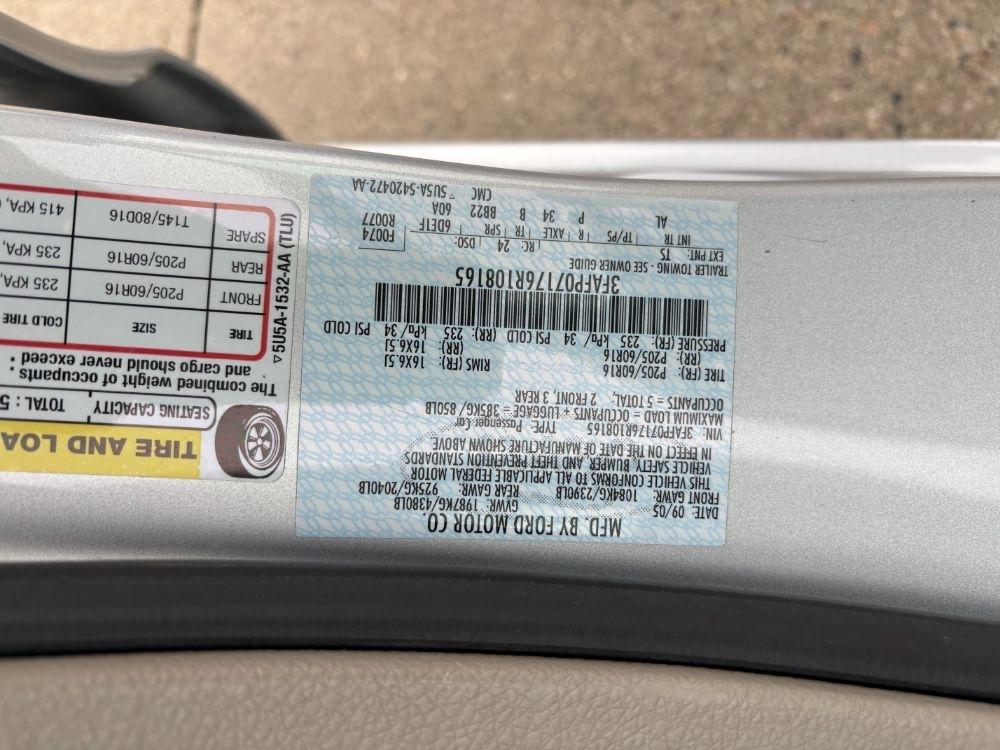 MFD. BY FORD MOTOR CO.
DATE: 09/05 GVWR: 1987KG/4380LB
FRONT GAWR: 1084KG/2390LB REAR GAWR: 925KG/2040LB
THIS VEHICLE CONFORMS TO ALL APPLICABLE FEDERAL MOTOR
VEHICLE SAFETY, BUMPER, AND THEFT PREVENTION STANDARDS
IN EFFECT ON THE DATE OF MANUFACTURE SHOWN ABOVE
VIN: 3FAFP07176R108165 TYPE: Passenger Car
MAXIMUM LOAD = OCCUPANTS + LUGGAGE = 385KG/850LB
OCCUPANTS = 5 TOTAL, 2 FRONT, 3 REAR
TIRE (FR): P205/60R16 RIMS (FR): 16X6.5J
(RR): P205/60R16 (RR): 16X6.5J
PRESSURE (FR): 235 kPa/ 34 PSI COLD (RR): 235 kPa/ 34 PSI COLD
3FAFP07176R108165
TRAILER TOWING - SEE OWNER GUIDE
EXT PNT: TS RC: 24 DSO: F0074
INT TR TP/PS R AXLE TR SPR 6DE1F R0077
AL P 34 B BB22 60A
CMC ▽5U5A-5420472-AA
TIRE AND LOA
SEATING CAPACITY TOTAL : 5
The combined weight of occupants
and cargo should never exceed :
TIRE SIZE COLD TIRE
FRONT P205/60R16 235 KPA,
REAR P205/60R16 235 KPA,
SPARE T145/80D16 415 KPA,
▽5U5A-1532-AA (TLU)